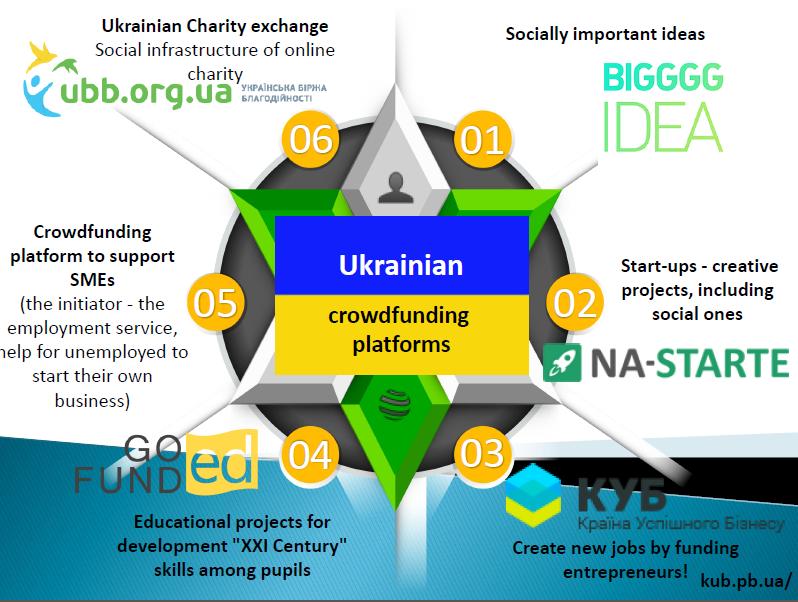 Ukrainian Charity exchange
Social infrastructure of online
charity
ubb.org.ua
УКРАЇНСЬКА БІРЖА
БЛАГОДІЙНОСТІ
06
01
Socially important ideas
BIGGGG
IDEA
Crowdfunding
platform to support
SMEs
(the initiator - the
employment service,
help for unemployed to
start their own
business)
05
Ukrainian
crowdfunding
platforms
02
Start-ups - creative
projects, including
social ones
NA-STARTE
GO
FUND
ed
04
Educational projects for
development "XXI Century"
skills among pupils
03
КУБ
Країна Успішного Бізнесу
Create new jobs by funding
entrepreneurs!
kub.pb.ua/